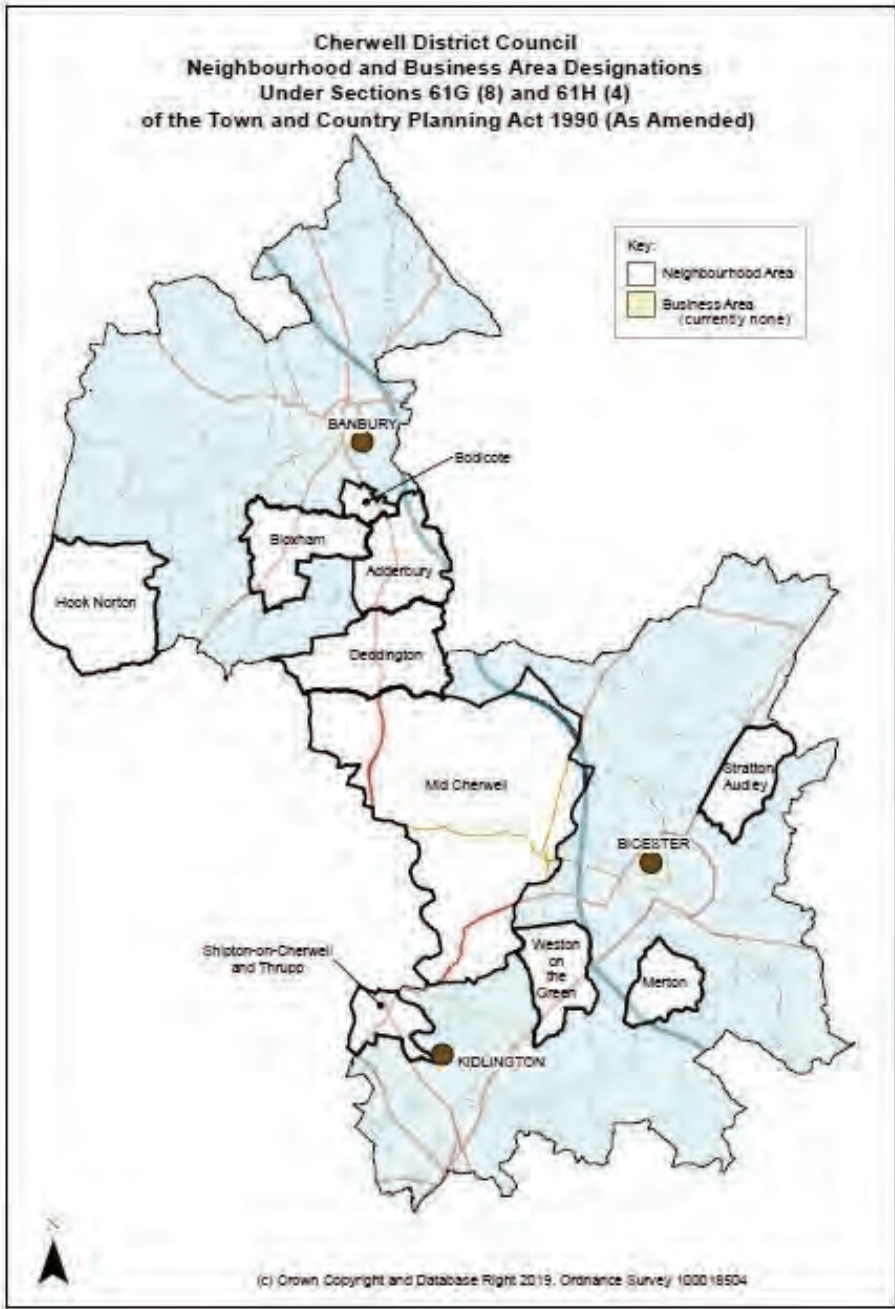 Cherwell District Council
Neighbourhood and Business Area Designations
Under Sections 61G (8) and 61H (4)
of the Town and Country Planning Act 1990 (As Amended)
Key:
Neighbourhood Area
Business Area
(currently none)
BANBURY
Bodicote
Bloxham
Adderbury
Hook Norton
Deddington
Stratton
Audley
Mid Cherwell
BICESTER
Shipton-on-Cherwell
and Thrupp
Weston
on
the
Green
Merton
KIDLINGTON
N
(c) Crown Copyright and Database Right 2019. Ordnance Survey 100018504